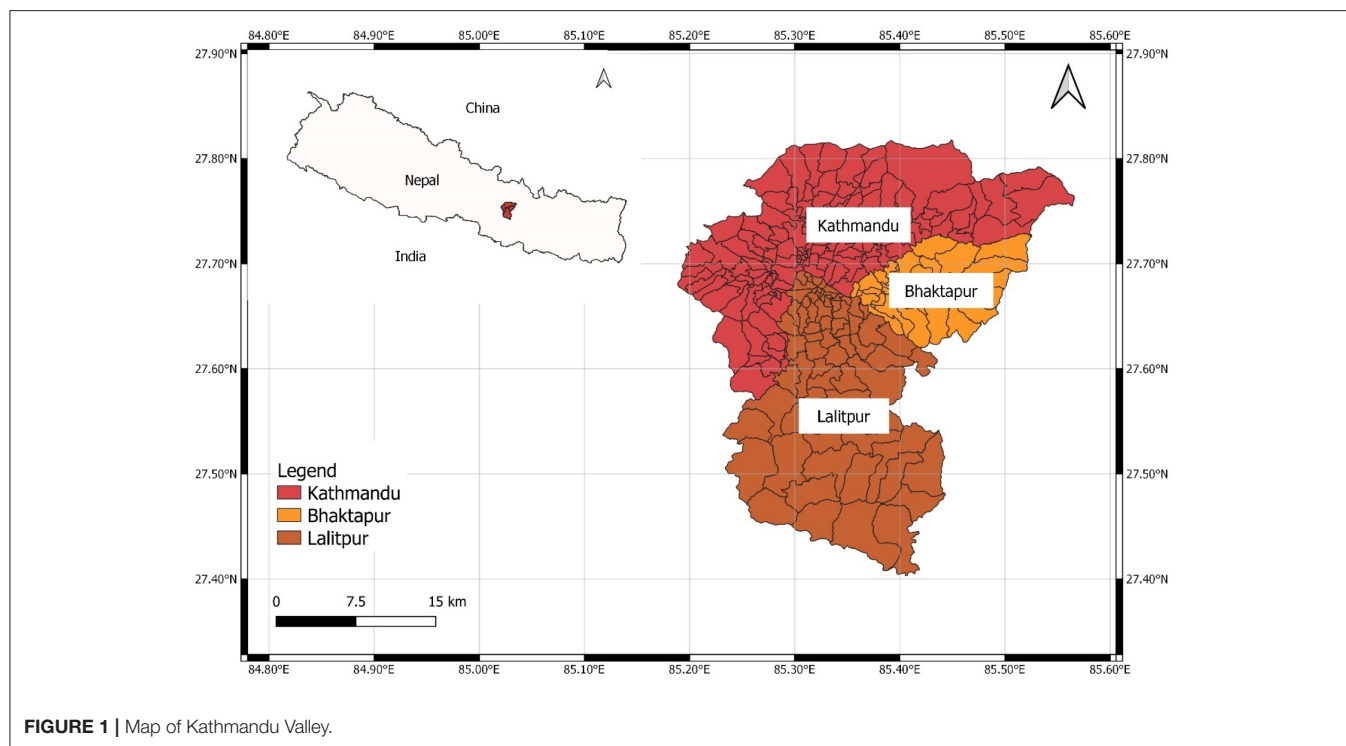 84.80°E 84.90°E 85.00°E 85.10°E 85.20°E 85.30°E 85.40°E 85.50°E 85.60°E
27.90°N 27.90°N
China
27.80°N 27.80°N
Nepal
Kathmandu
India
27.70°N 27.70°N
Bhaktapur
27.60°N 27.60°N
Lalitpur
27.50°N 27.50°N
Legend
Kathmandu
Bhaktapur
Lalitpur
27.40°N 27.40°N
0 7.5 15 km
84.80°E 84.90°E 85.00°E 85.10°E 85.20°E 85.30°E 85.40°E 85.50°E 85.60°E
FIGURE 1 | Map of Kathmandu Valley.